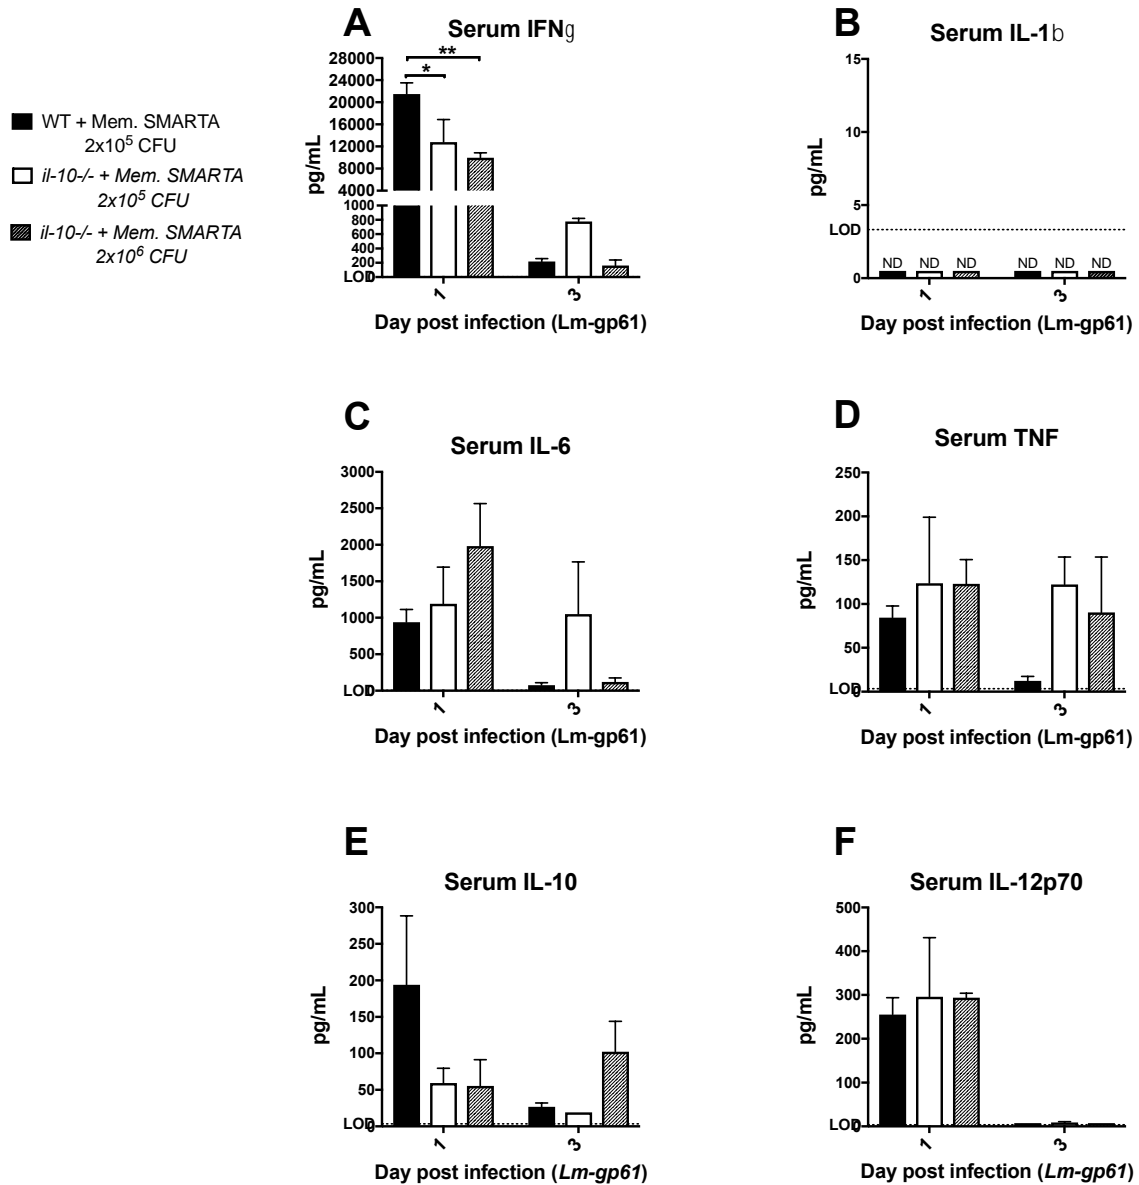 WT + Mem. SMARTA
2x10⁵ CFU
il-10-/- + Mem. SMARTA
2x10⁵ CFU
il-10-/- + Mem. SMARTA
2x10⁶ CFU
A
Serum IFNg
pg/mL
28000
24000
20000
16000
12000
8000
4000
1000
800
600
400
200
0
LOD
**
*
1
3
Day post infection (Lm-gp61)
B
Serum IL-1b
pg/mL
15
10
5
LOD
0
ND ND ND ND ND ND
1
3
Day post infection (Lm-gp61)
C
Serum IL-6
pg/mL
3000
2500
2000
1500
1000
500
0
LOD
1
3
Day post infection (Lm-gp61)
D
Serum TNF
pg/mL
250
200
150
100
50
0
LOD
1
3
Day post infection (Lm-gp61)
E
Serum IL-10
pg/mL
300
250
200
150
100
50
0
LOD
1
3
Day post infection (Lm-gp61)
F
Serum IL-12p70
pg/mL
500
400
300
200
100
0
LOD
1
3
Day post infection (Lm-gp61)